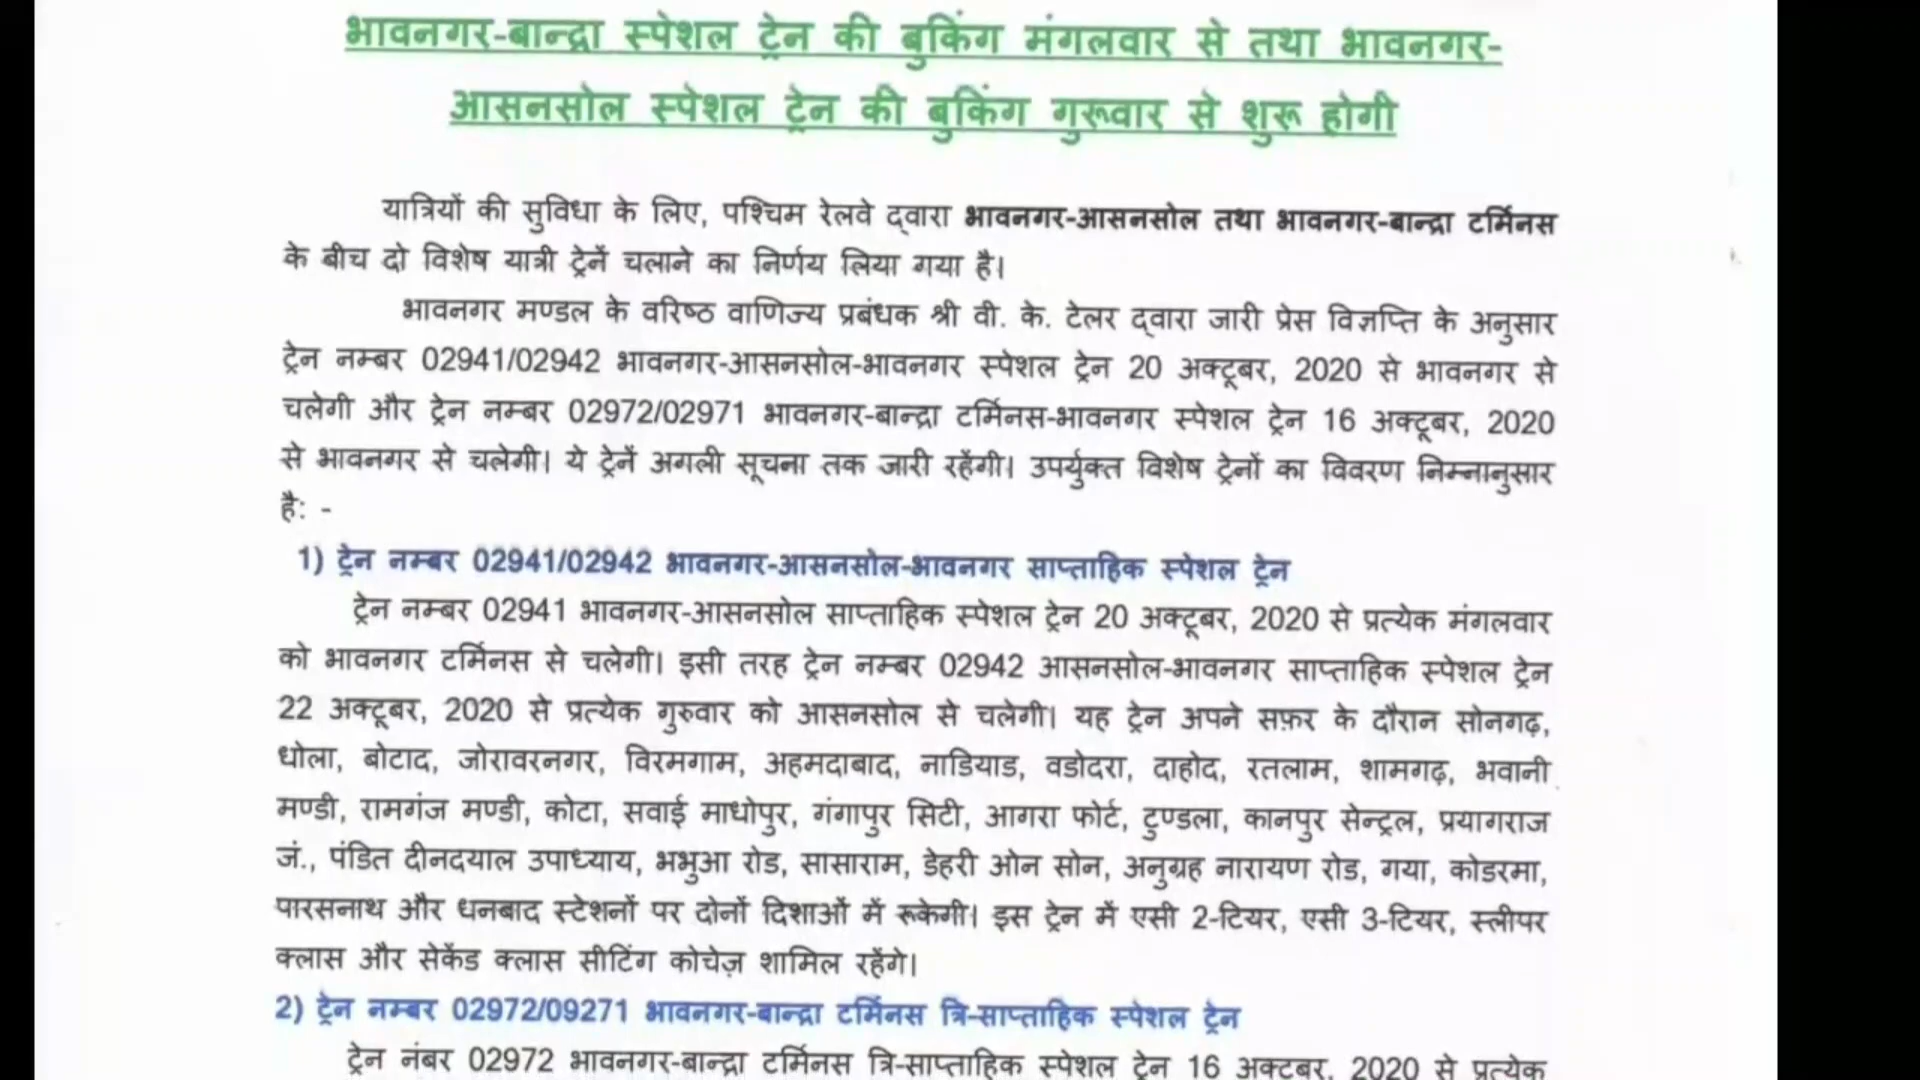 भावनगर-बान्द्रा स्पेशल ट्रेन की बुकिंग मंगलवार से तथा भावनगर-
आसनसोल स्पेशल ट्रेन की बुकिंग गुरूवार से शुरू होगी
यात्रियों की सुविधा के लिए, पश्चिम रेलवे द्वारा भावनगर-आसनसोल तथा भावनगर-बान्द्रा टर्मिनस
के बीच दो विशेष यात्री ट्रेनें चलाने का निर्णय लिया गया है।
भावनगर मण्डल के वरिष्ठ वाणिज्य प्रबंधक श्री वी. के. टेलर द्वारा जारी प्रेस विज्ञप्ति के अनुसार
ट्रेन नम्बर 02941/02942 भावनगर-आसनसोल-भावनगर स्पेशल ट्रेन 20 अक्टूबर, 2020 से भावनगर से
चलेगी और ट्रेन नम्बर 02972/02971 भावनगर-बान्द्रा टर्मिनस-भावनगर स्पेशल ट्रेन 16 अक्टूबर, 2020
से भावनगर से चलेगी। ये ट्रेनें अगली सूचना तक जारी रहेंगी। उपर्युक्त विशेष ट्रेनों का विवरण निम्नानुसार
है: -
1) ट्रेन नम्बर 02941/02942 भावनगर-आसनसोल-भावनगर साप्ताहिक स्पेशल ट्रेन
ट्रेन नम्बर 02941 भावनगर-आसनसोल साप्ताहिक स्पेशल ट्रेन 20 अक्टूबर, 2020 से प्रत्येक मंगलवार
को भावनगर टर्मिनस से चलेगी। इसी तरह ट्रेन नम्बर 02942 आसनसोल-भावनगर साप्ताहिक स्पेशल ट्रेन
22 अक्टूबर, 2020 से प्रत्येक गुरुवार को आसनसोल से चलेगी। यह ट्रेन अपने सफ़र के दौरान सोनगढ़,
धोला, बोटाद, जोरावरनगर, विरमगाम, अहमदाबाद, नाडियाड, वडोदरा, दाहोद, रतलाम, शामगढ़, भवानी
मण्डी, रामगंज मण्डी, कोटा, सवाई माधोपुर, गंगापुर सिटी, आगरा फोर्ट, टुण्डला, कानपुर सेन्ट्रल, प्रयागराज
जं., पंडित दीनदयाल उपाध्याय, भभुआ रोड, सासाराम, डेहरी ओन सोन, अनुग्रह नारायण रोड, गया, कोडरमा,
पारसनाथ और धनबाद स्टेशनों पर दोनों दिशाओं में रूकेगी। इस ट्रेन में एसी 2-टियर, एसी 3-टियर, स्लीपर
क्लास और सेकेंड क्लास सीटिंग कोचेज़ शामिल रहेंगे।
2) ट्रेन नम्बर 02972/09271 भावनगर-बान्द्रा टर्मिनस त्रि-साप्ताहिक स्पेशल ट्रेन
ट्रेन नंबर 02972 भावनगर-बान्द्रा टर्मिनस त्रि-साप्ताहिक स्पेशल ट्रेन 16 अक्टूबर, 2020 से प्रत्येक